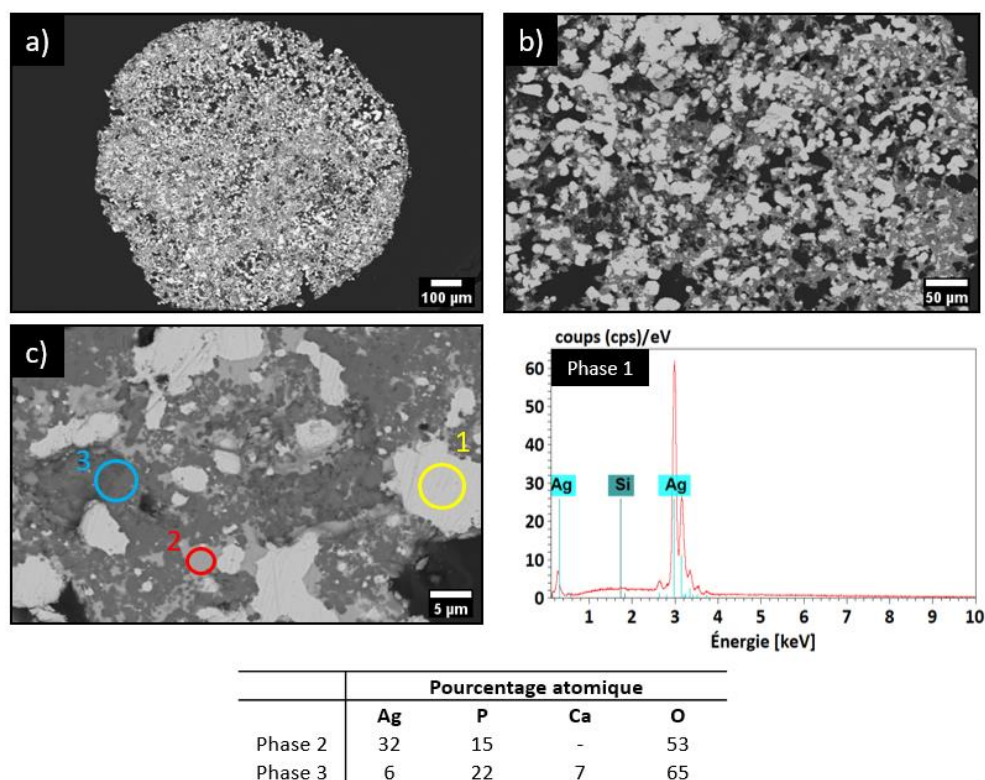 a)
100 µm
b)
50 µm
c)
1
2
3
5 µm
coups (cps)/eV
Phase 1
60
50
40
30
20
10
0
Ag
Si
Ag
1 2 3 4 5 6 7 8 9 10
Énergie [keV]
Pourcentage atomique
Ag P Ca O
Phase 2 32 15 - 53
Phase 3 6 22 7 65